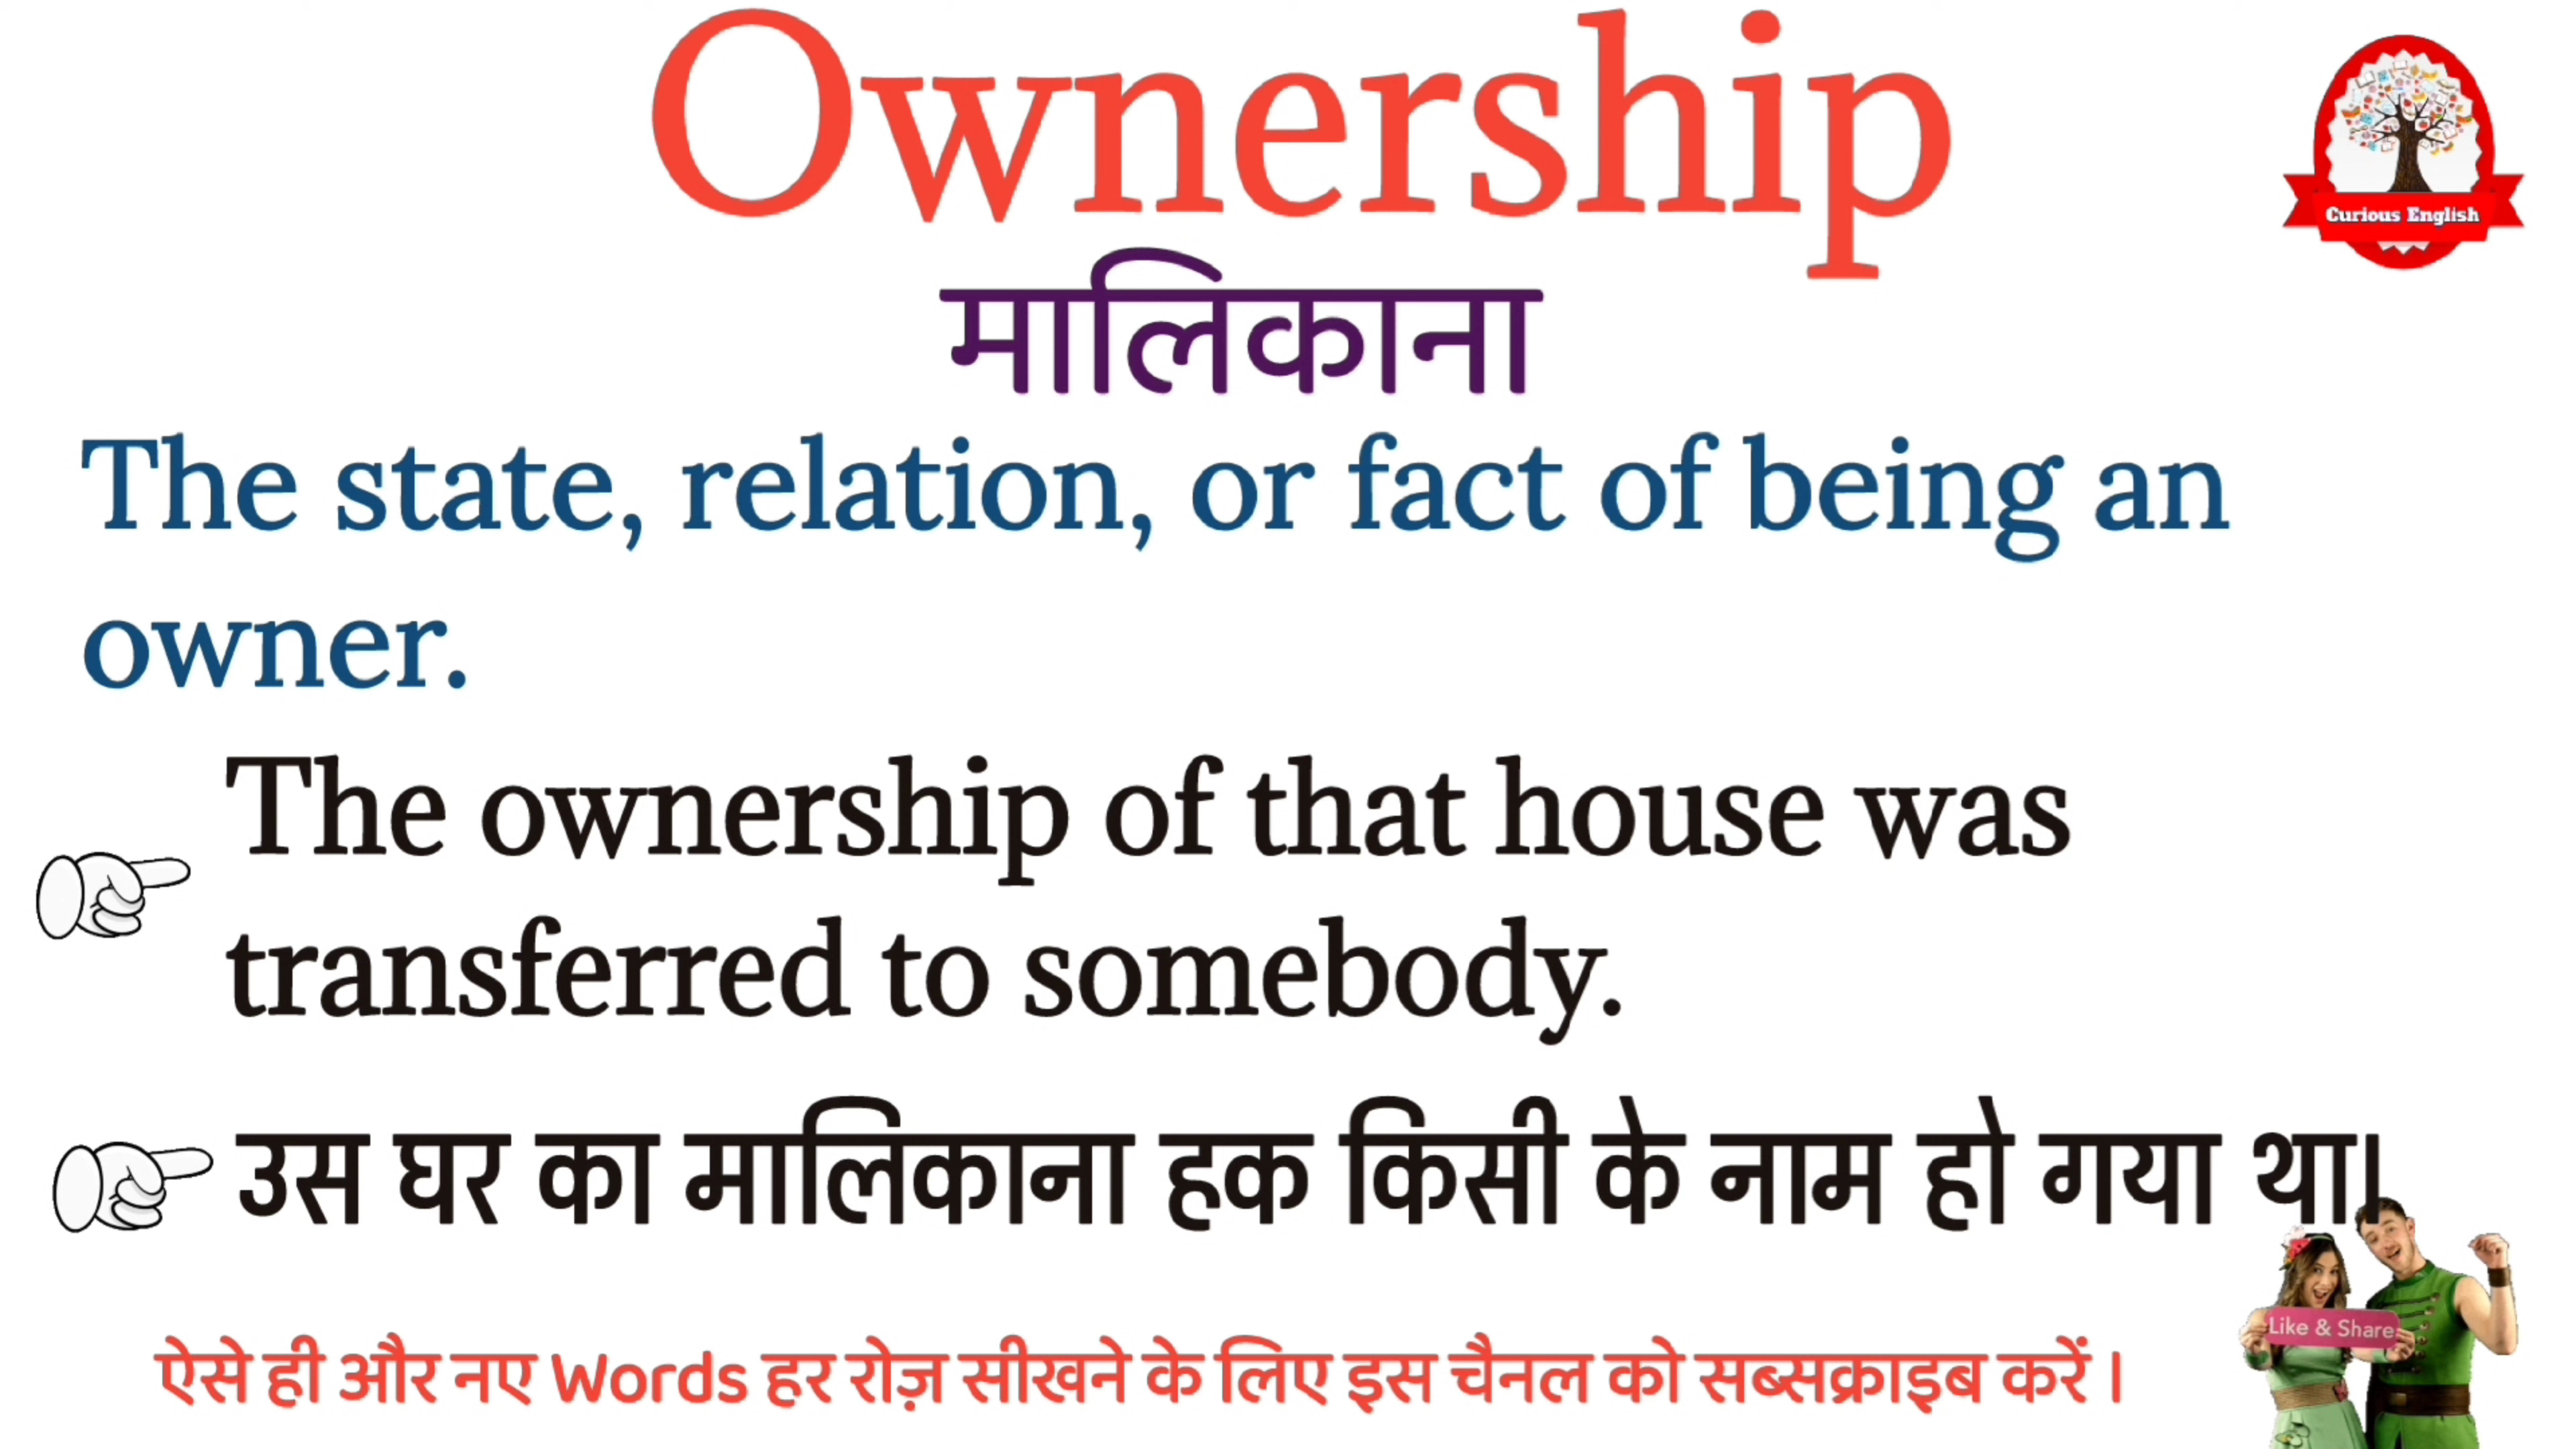 Ownership
Curious English
मालिकाना
The state, relation, or fact of being an
owner.
The ownership of that house was
transferred to somebody.
उस घर का मालिकाना हक किसी के नाम हो गया था।
Like & Share
ऐसे ही और नए Words हर रोज़ सीखने के लिए इस चैनल को सब्सक्राइब करें ।